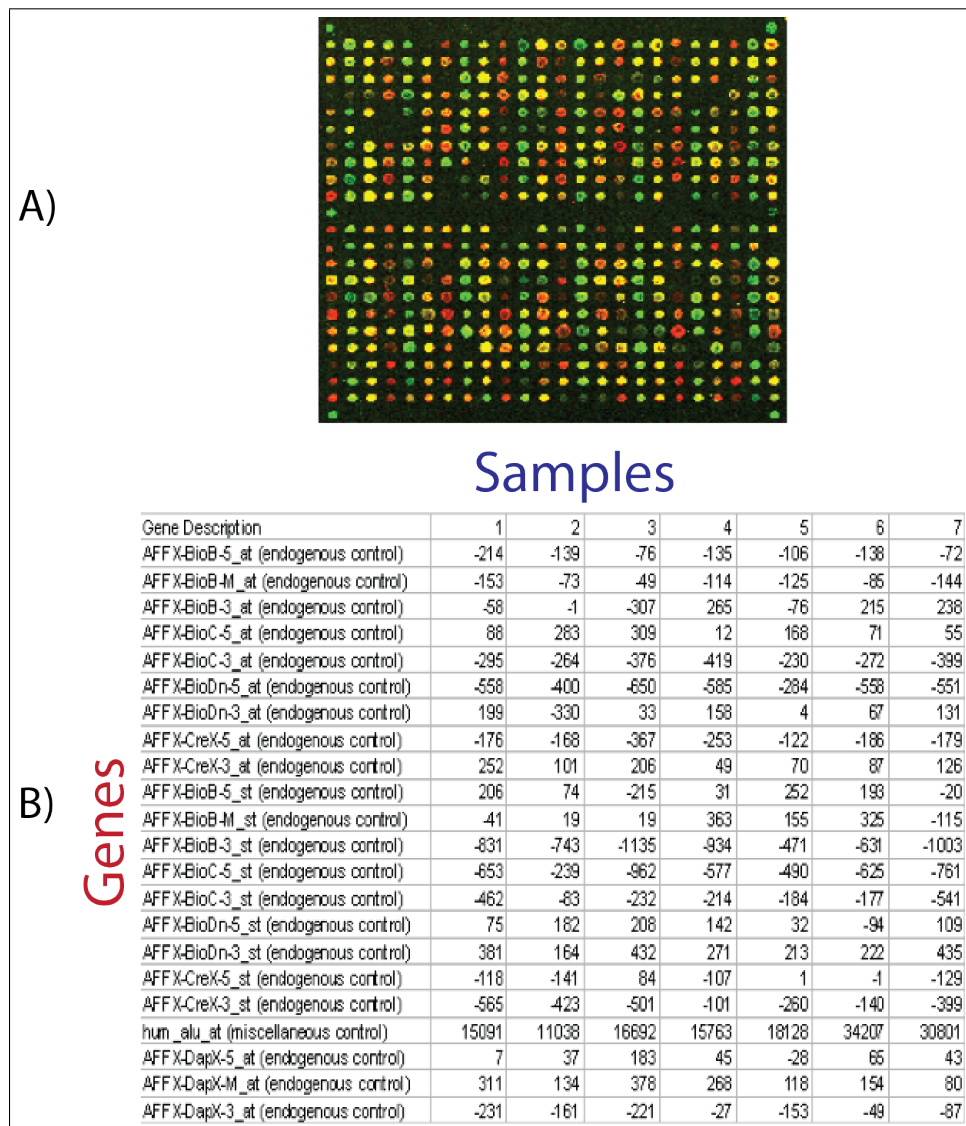 A)
Samples
Gene Description 1 2 3 4 5 6 7
AFFX-BioB-5_at (endogenous control) -214 -139 -76 -135 -106 -138 -72
AFFX-BioB-M_at (endogenous control) -153 -73 -49 -114 -125 -85 -144
AFFX-BioB-3_at (endogenous control) -58 -1 -307 265 -76 215 238
AFFX-BioC-5_at (endogenous control) 88 283 309 12 168 71 55
AFFX-BioC-3_at (endogenous control) -295 -264 -376 -419 -230 -272 -399
AFFX-BioDn-5_at (endogenous control) -558 -400 -650 -585 -284 -558 -551
AFFX-BioDn-3_at (endogenous control) 199 -330 33 158 4 67 131
AFFX-CreX-5_at (endogenous control) -176 -168 -367 -253 -122 -186 -179
AFFX-CreX-3_at (endogenous control) 252 101 206 49 70 87 126
AFFX-BioB-5_st (endogenous control) 206 74 -215 31 252 193 -20
AFFX-BioB-M_st (endogenous control) -41 19 19 363 155 325 -115
AFFX-BioB-3_st (endogenous control) -831 -743 -1135 -934 -471 -631 -1003
AFFX-BioC-5_st (endogenous control) -653 -239 -962 -577 -490 -625 -761
AFFX-BioC-3_st (endogenous control) -462 -83 -232 -214 -184 -177 -541
AFFX-BioDn-5_st (endogenous control) 75 182 208 142 32 -94 109
AFFX-BioDn-3_st (endogenous control) 381 164 432 271 213 222 435
AFFX-CreX-5_st (endogenous control) -118 -141 84 -107 1 -1 -129
AFFX-CreX-3_st (endogenous control) -565 -423 -501 -101 -260 -140 -399
hum_alu_at (miscellaneous control) 15091 11038 16692 15763 18128 34207 30801
AFFX-DapX-5_at (endogenous control) 7 37 183 45 -28 65 43
AFFX-DapX-M_at (endogenous control) 311 134 378 268 118 154 80
AFFX-DapX-3_at (endogenous control) -231 -161 -221 -27 -153 -49 -87
B)
Genes